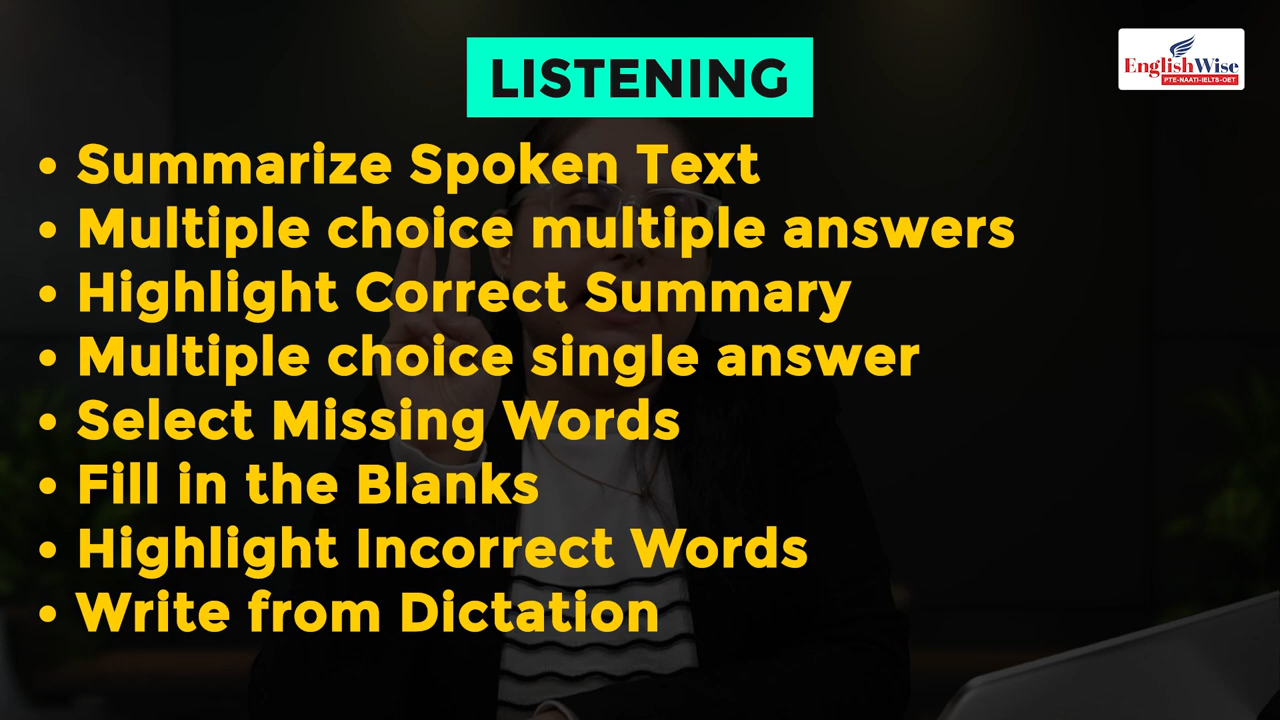 LISTENING
EnglishWise
PTE-NAATI-IELTS-OET
• Summarize Spoken Text
• Multiple choice multiple answers
• Highlight Correct Summary
• Multiple choice single answer
• Select Missing Words
• Fill in the Blanks
• Highlight Incorrect Words
• Write from Dictation